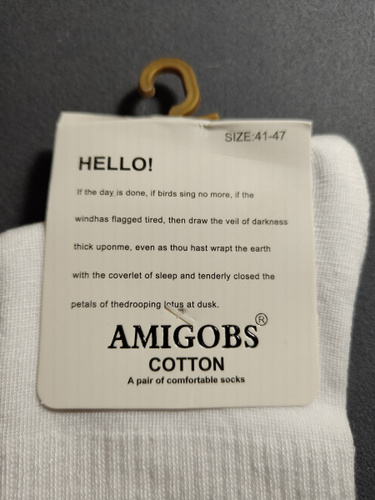 SIZE:41-47
HELLO!
If the day is done, if birds sing no more, if the
windhas flagged tired, then draw the veil of darkness
thick uponme, even as thou hast wrapt the earth
with the coverlet of sleep and tenderly closed the
petals of thedrooping lotus at dusk.
AMIGOBS®
COTTON
A pair of comfortable socks